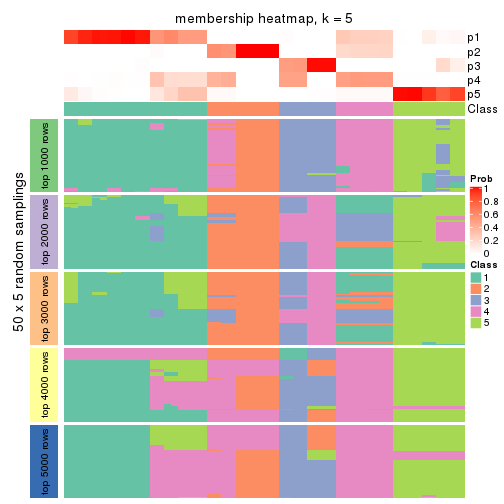 membership heatmap, k = 5
p1
p2
p3
p4
p5
Class
50 x 5 random samplings
top 1000 rows
top 2000 rows
top 3000 rows
top 4000 rows
top 5000 rows
Prob
1
0.8
0.6
0.4
0.2
0
Class
1
2
3
4
5